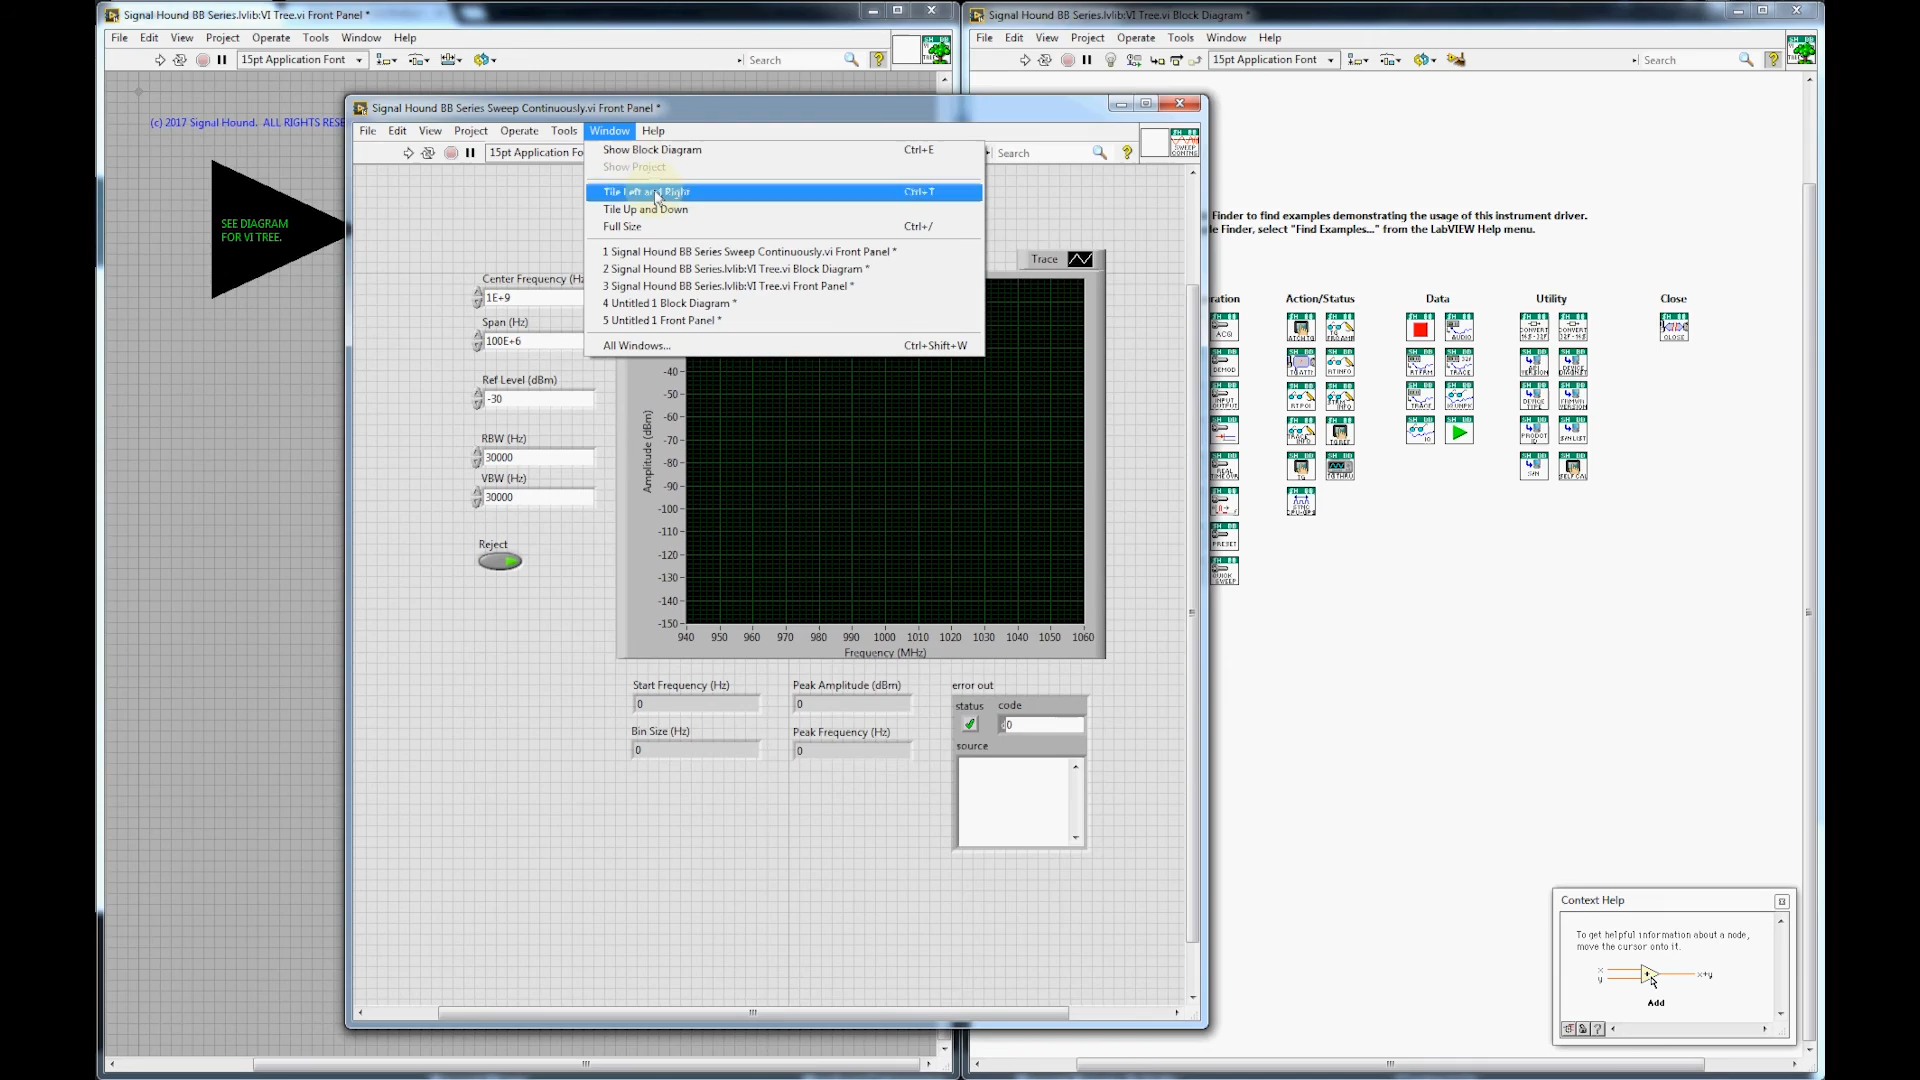 Signal Hound BB Series.lvlib:VI Tree.vi Front Panel *
File Edit View Project Operate Tools Window Help
15pt Application Font
Search
(c) 2017 Signal Hound. ALL RIGHTS RESE
SEE DIAGRAM
FOR VI TREE.
Signal Hound BB Series.lvlib:VI Tree.vi Block Diagram *
File Edit View Project Operate Tools Window Help
15pt Application Font
Search
Finder to find examples demonstrating the usage of this instrument driver.
le Finder, select "Find Examples..." from the LabVIEW Help menu.
ration Action/Status Data Utility Close
Signal Hound BB Series Sweep Continuously.vi Front Panel *
File Edit View Project Operate Tools Window Help
15pt Application Fo
Search
Show Block Diagram Ctrl+E
Show Project
Tile Left and Right Ctrl+T
Tile Up and Down
Full Size Ctrl+/
1 Signal Hound BB Series Sweep Continuously.vi Front Panel *
2 Signal Hound BB Series.lvlib:VI Tree.vi Block Diagram *
3 Signal Hound BB Series.lvlib:VI Tree.vi Front Panel *
4 Untitled 1 Block Diagram *
5 Untitled 1 Front Panel *
All Windows... Ctrl+Shift+W
Center Frequency (Hz
1E+9
Span (Hz)
100E+6
Ref Level (dBm)
-30
RBW (Hz)
30000
VBW (Hz)
30000
Reject
Trace
Amplitude (dBm)
-40
-50
-60
-70
-80
-90
-100
-110
-120
-130
-140
-150
940 950 960 970 980 990 1000 1010 1020 1030 1040 1050 1060
Frequency (MHz)
Start Frequency (Hz)
0
Bin Size (Hz)
0
Peak Amplitude (dBm)
0
Peak Frequency (Hz)
0
error out
status code
0
source
Context Help
To get helpful information about a node,
move the cursor onto it.
x
y
x+y
Add